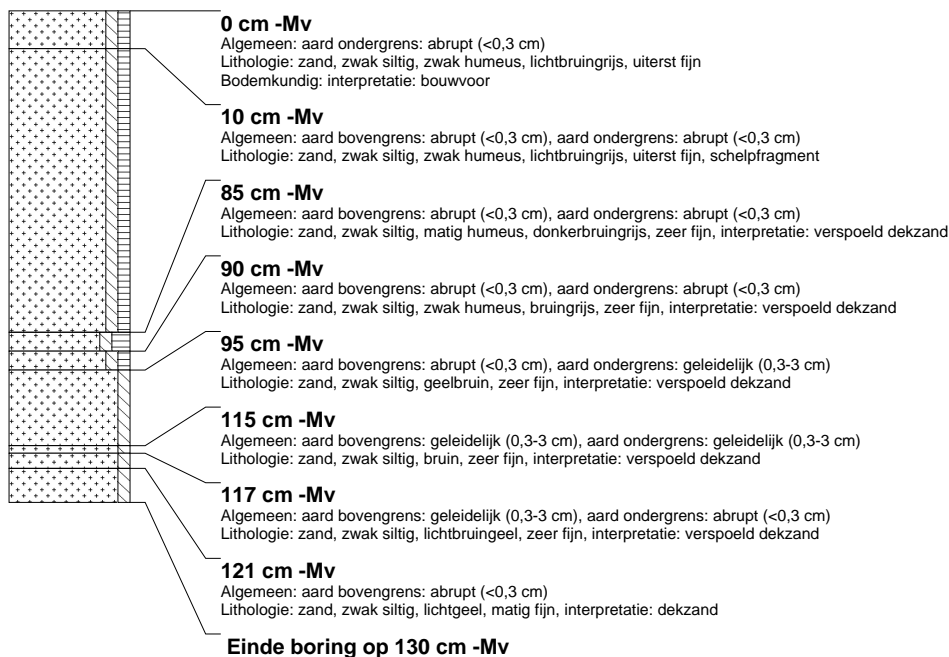 0 cm -Mv
Algemeen: aard ondergrens: abrupt (<0,3 cm)
Lithologie: zand, zwak siltig, zwak humeus, lichtbruingrijs, uiterst fijn
Bodemkundig: interpretatie: bouwvoor
10 cm -Mv
Algemeen: aard bovengrens: abrupt (<0,3 cm), aard ondergrens: abrupt (<0,3 cm)
Lithologie: zand, zwak siltig, zwak humeus, lichtbruingrijs, uiterst fijn, schelpfragment
85 cm -Mv
Algemeen: aard bovengrens: abrupt (<0,3 cm), aard ondergrens: abrupt (<0,3 cm)
Lithologie: zand, zwak siltig, matig humeus, donkerbruingrijs, zeer fijn, interpretatie: verspoeld dekzand
90 cm -Mv
Algemeen: aard bovengrens: abrupt (<0,3 cm), aard ondergrens: abrupt (<0,3 cm)
Lithologie: zand, zwak siltig, zwak humeus, bruingrijs, zeer fijn, interpretatie: verspoeld dekzand
95 cm -Mv
Algemeen: aard bovengrens: abrupt (<0,3 cm), aard ondergrens: geleidelijk (0,3-3 cm)
Lithologie: zand, zwak siltig, geelbruin, zeer fijn, interpretatie: verspoeld dekzand
115 cm -Mv
Algemeen: aard bovengrens: geleidelijk (0,3-3 cm), aard ondergrens: geleidelijk (0,3-3 cm)
Lithologie: zand, zwak siltig, bruin, zeer fijn, interpretatie: verspoeld dekzand
117 cm -Mv
Algemeen: aard bovengrens: geleidelijk (0,3-3 cm), aard ondergrens: abrupt (<0,3 cm)
Lithologie: zand, zwak siltig, lichtbruingeel, zeer fijn, interpretatie: verspoeld dekzand
121 cm -Mv
Algemeen: aard bovengrens: abrupt (<0,3 cm)
Lithologie: zand, zwak siltig, lichtgeel, matig fijn, interpretatie: dekzand
Einde boring op 130 cm -Mv